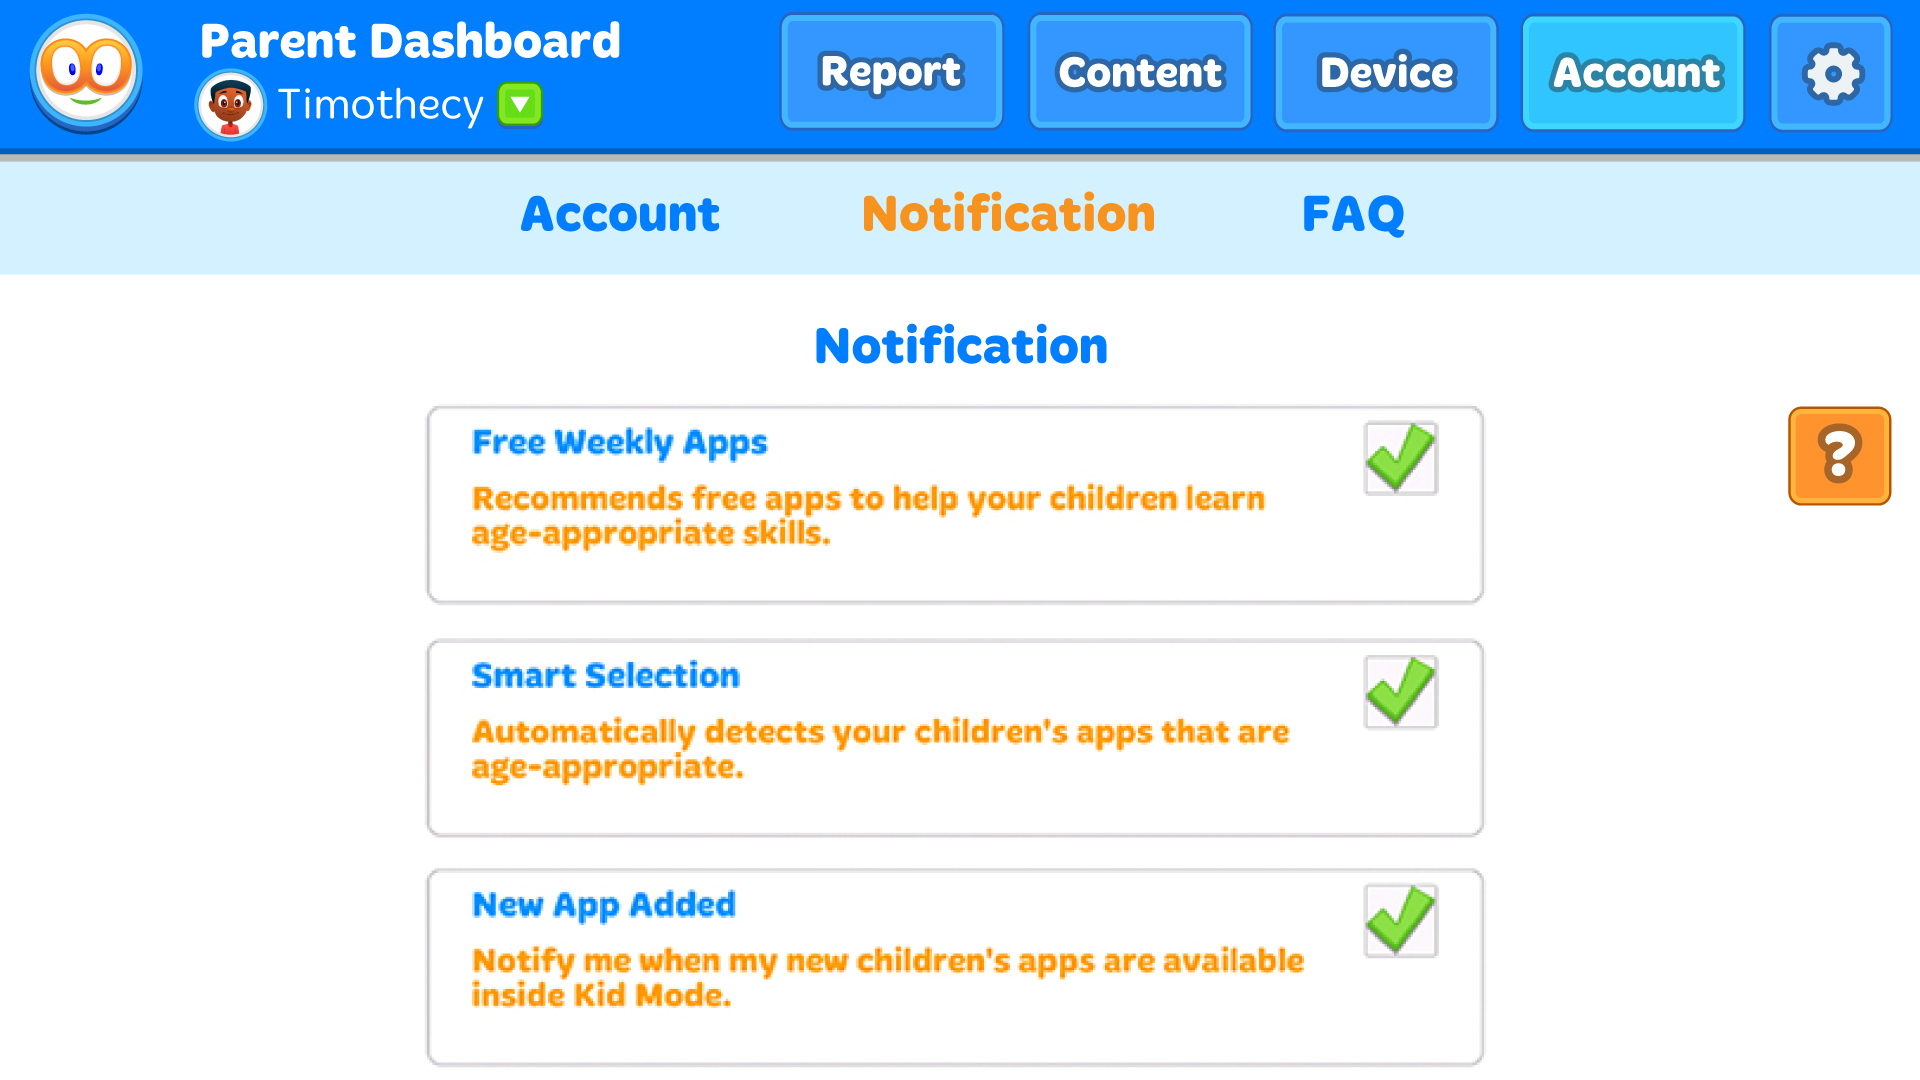 Parent Dashboard
Timothecy
Report
Content
Device
Account
Account
Notification
FAQ
Notification
Free Weekly Apps
Recommends free apps to help your children learn
age-appropriate skills.
?
Smart Selection
Automatically detects your children's apps that are
age-appropriate.
New App Added
Notify me when my new children's apps are available
inside Kid Mode.